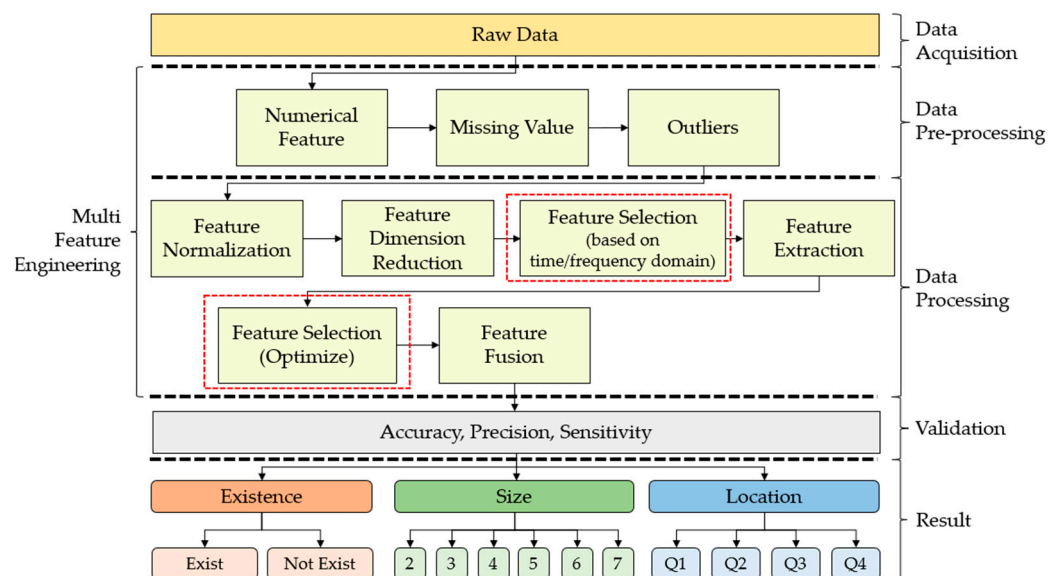 Raw Data
Data
Acquisition
Numerical
Feature
Missing Value
Outliers
Data
Pre-processing
Multi
Feature
Engineering
Feature
Normalization
Feature
Dimension
Reduction
Feature Selection
(based on
time/frequency domain)
Feature
Extraction
Data
Processing
Feature Selection
(Optimize)
Feature
Fusion
Accuracy, Precision, Sensitivity
Validation
Existence
Size
Location
Result
Exist
Not Exist
2
3
4
5
6
7
Q1
Q2
Q3
Q4